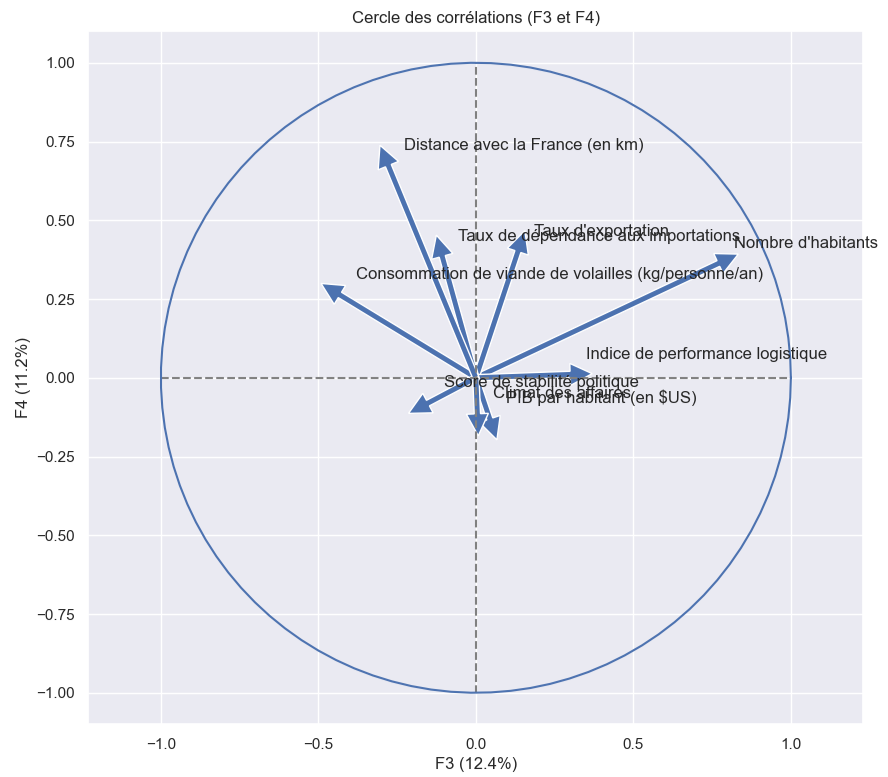 Cercle des corrélations (F3 et F4)
1.00
Distance avec la France (en km)
0.75
0.50
Taux d'exportation
Taux de dépendance aux importations
Nombre d'habitants
Consommation de viande de volailles (kg/personne/an)
0.25
Indice de performance logistique
0.00
Score de stabilité politique
Climat des affaires
PIB par habitant (en $US)
F4 (11.2%)
−0.25
−0.50
−0.75
−1.00
−1.0
−0.5
0.0
0.5
1.0
F3 (12.4%)